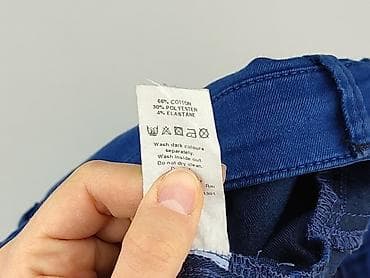 66% COTTON
30% POLYESTER
4% ELASTANE
Wash dark colours
separately.
Wash inside out.
Do not dry clean.